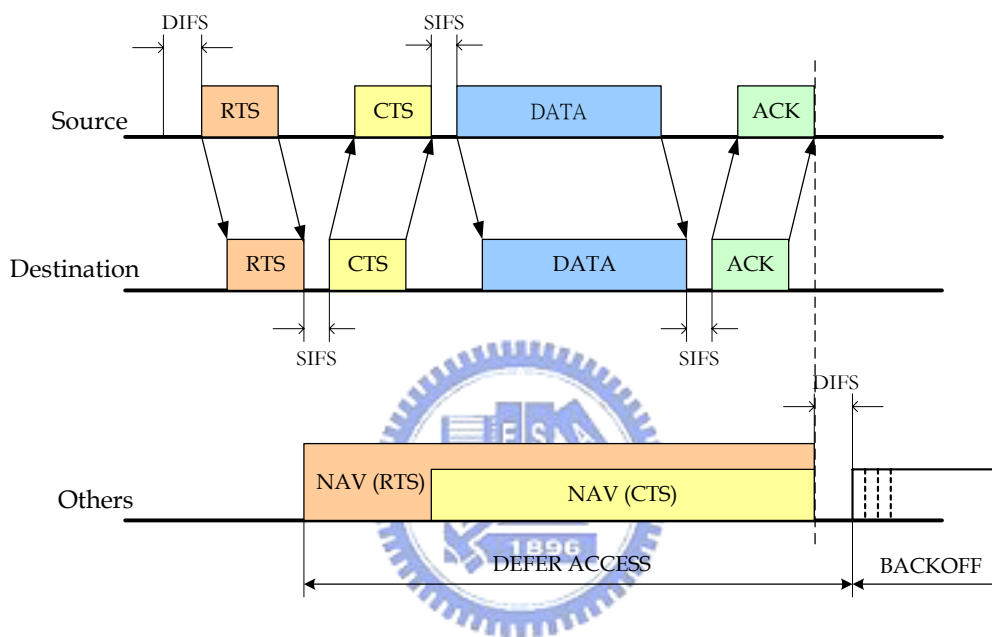 DIFS
SIFS
Source
RTS
CTS
DATA
ACK
Destination
RTS
CTS
DATA
ACK
SIFS
SIFS
DIFS
Others
NAV (RTS)
NAV (CTS)
1896
DEFER ACCESS
BACKOFF